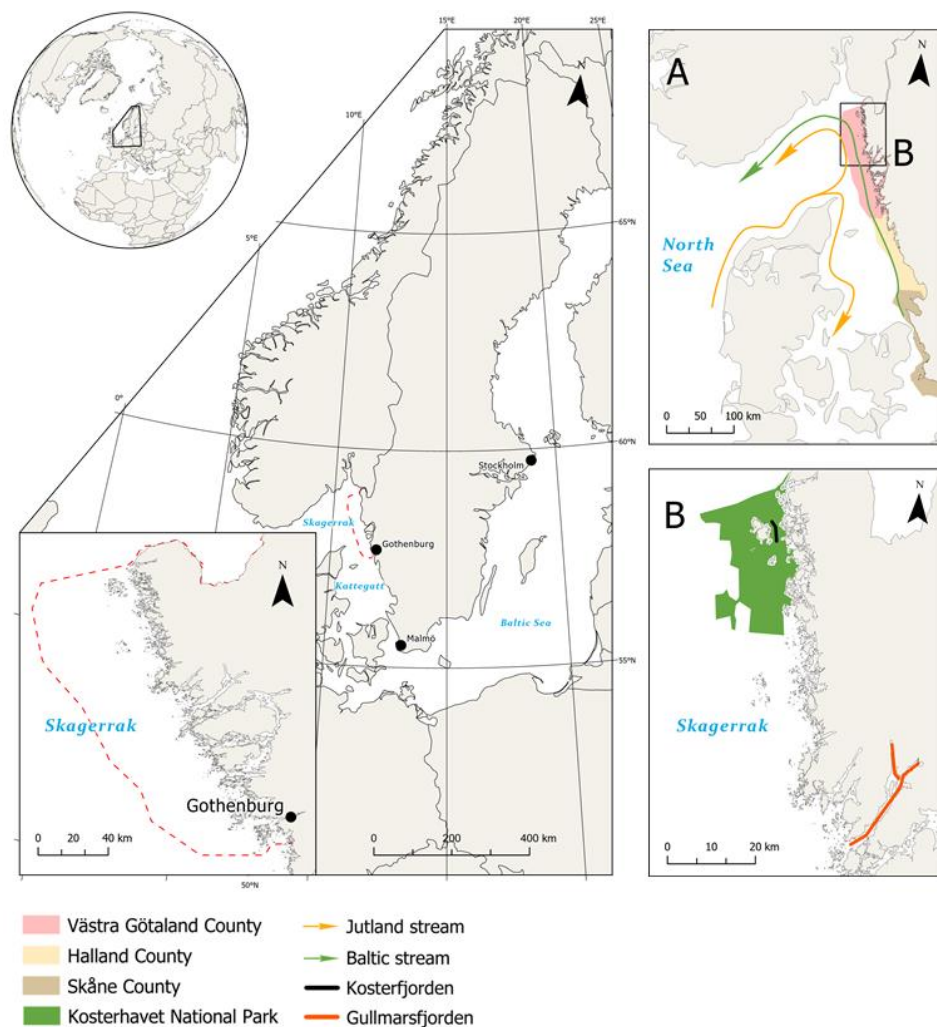 15°E
20°E
25°E
N
10°E
65°N
5°E
0°
60°N
Stockholm
Skagerrak
Gothenburg
Kattegatt
Malmö
Baltic Sea
55°N
0 200 400 km
50°N
N
Skagerrak
Gothenburg
0 20 40 km
A
N
B
North
Sea
0 50 100 km
B
N
Skagerrak
0 10 20 km
Västra Götaland County
Halland County
Skåne County
Kosterhavet National Park
Jutland stream
Baltic stream
Kosterfjorden
Gullmarsfjorden